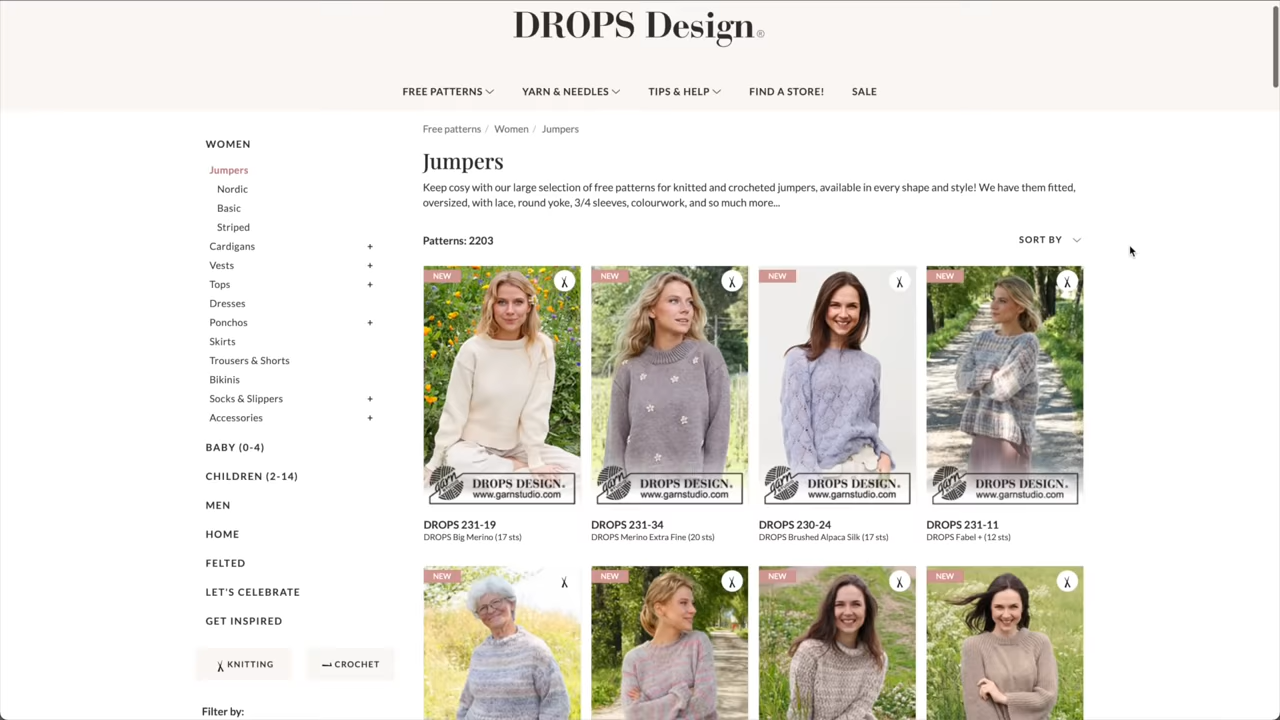 DROPS Design®
FREE PATTERNS
YARN & NEEDLES
TIPS & HELP
FIND A STORE!
SALE
WOMEN
Jumpers
Nordic
Basic
Striped
Cardigans +
Vests +
Tops +
Dresses
Ponchos +
Skirts
Trousers & Shorts
Bikinis
Socks & Slippers +
Accessories +
BABY (0-4)
CHILDREN (2-14)
MEN
HOME
FELTED
LET'S CELEBRATE
GET INSPIRED
KNITTING
CROCHET
Filter by:
Free patterns / Women / Jumpers
Jumpers
Keep cosy with our large selection of free patterns for knitted and crocheted jumpers, available in every shape and style! We have them fitted,
oversized, with lace, round yoke, 3/4 sleeves, colourwork, and so much more...
Patterns: 2203
SORT BY
NEW
NEW
NEW
NEW
garn
DROPS DESIGN®
www.garnstudio.com
garn
DROPS DESIGN®
www.garnstudio.com
garn
DROPS DESIGN®
www.garnstudio.com
garn
DROPS DESIGN®
www.garnstudio.com
DROPS 231-19
DROPS Big Merino (17 sts)
DROPS 231-34
DROPS Merino Extra Fine (20 sts)
DROPS 230-24
DROPS Brushed Alpaca Silk (17 sts)
DROPS 231-11
DROPS Fabel + (12 sts)
NEW
NEW
NEW
NEW